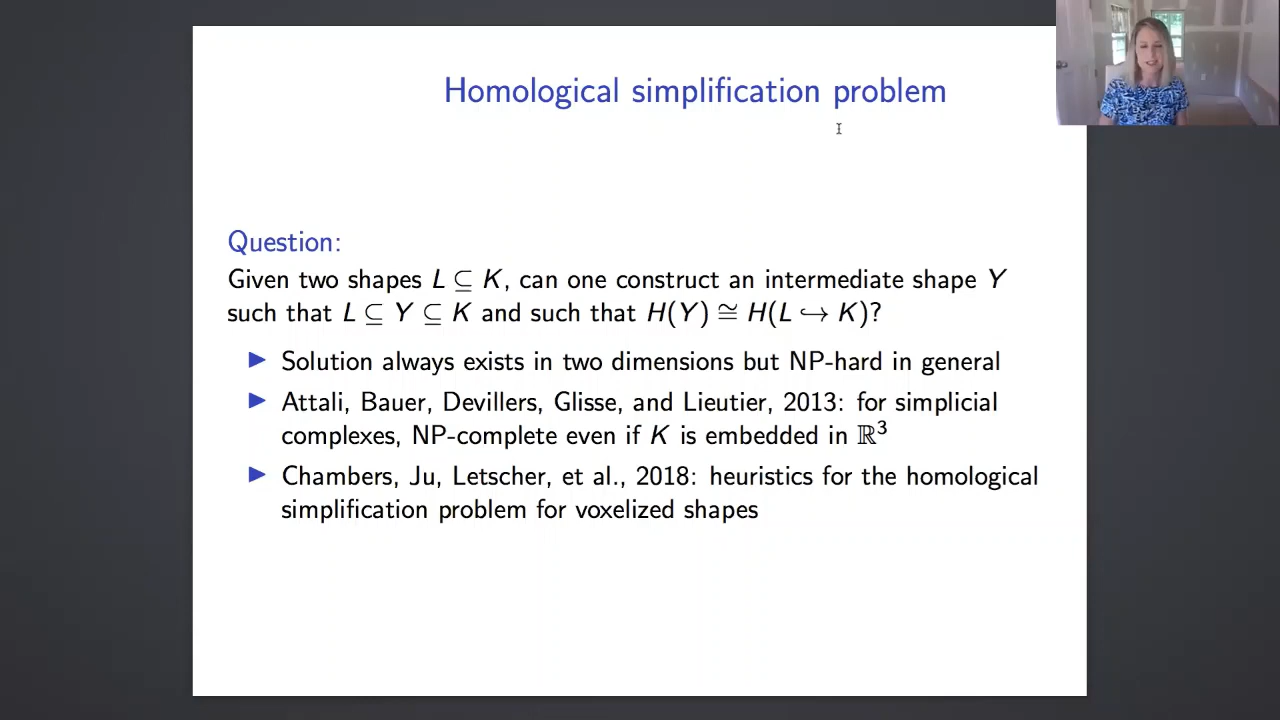 Homological simplification problem
Question:
Given two shapes L ⊆ K, can one construct an intermediate shape Y
such that L ⊆ Y ⊆ K and such that H(Y) ≅ H(L ↪ K)?
▶ Solution always exists in two dimensions but NP-hard in general
▶ Attali, Bauer, Devillers, Glisse, and Lieutier, 2013: for simplicial
complexes, NP-complete even if K is embedded in ℝ³
▶ Chambers, Ju, Letscher, et al., 2018: heuristics for the homological
simplification problem for voxelized shapes